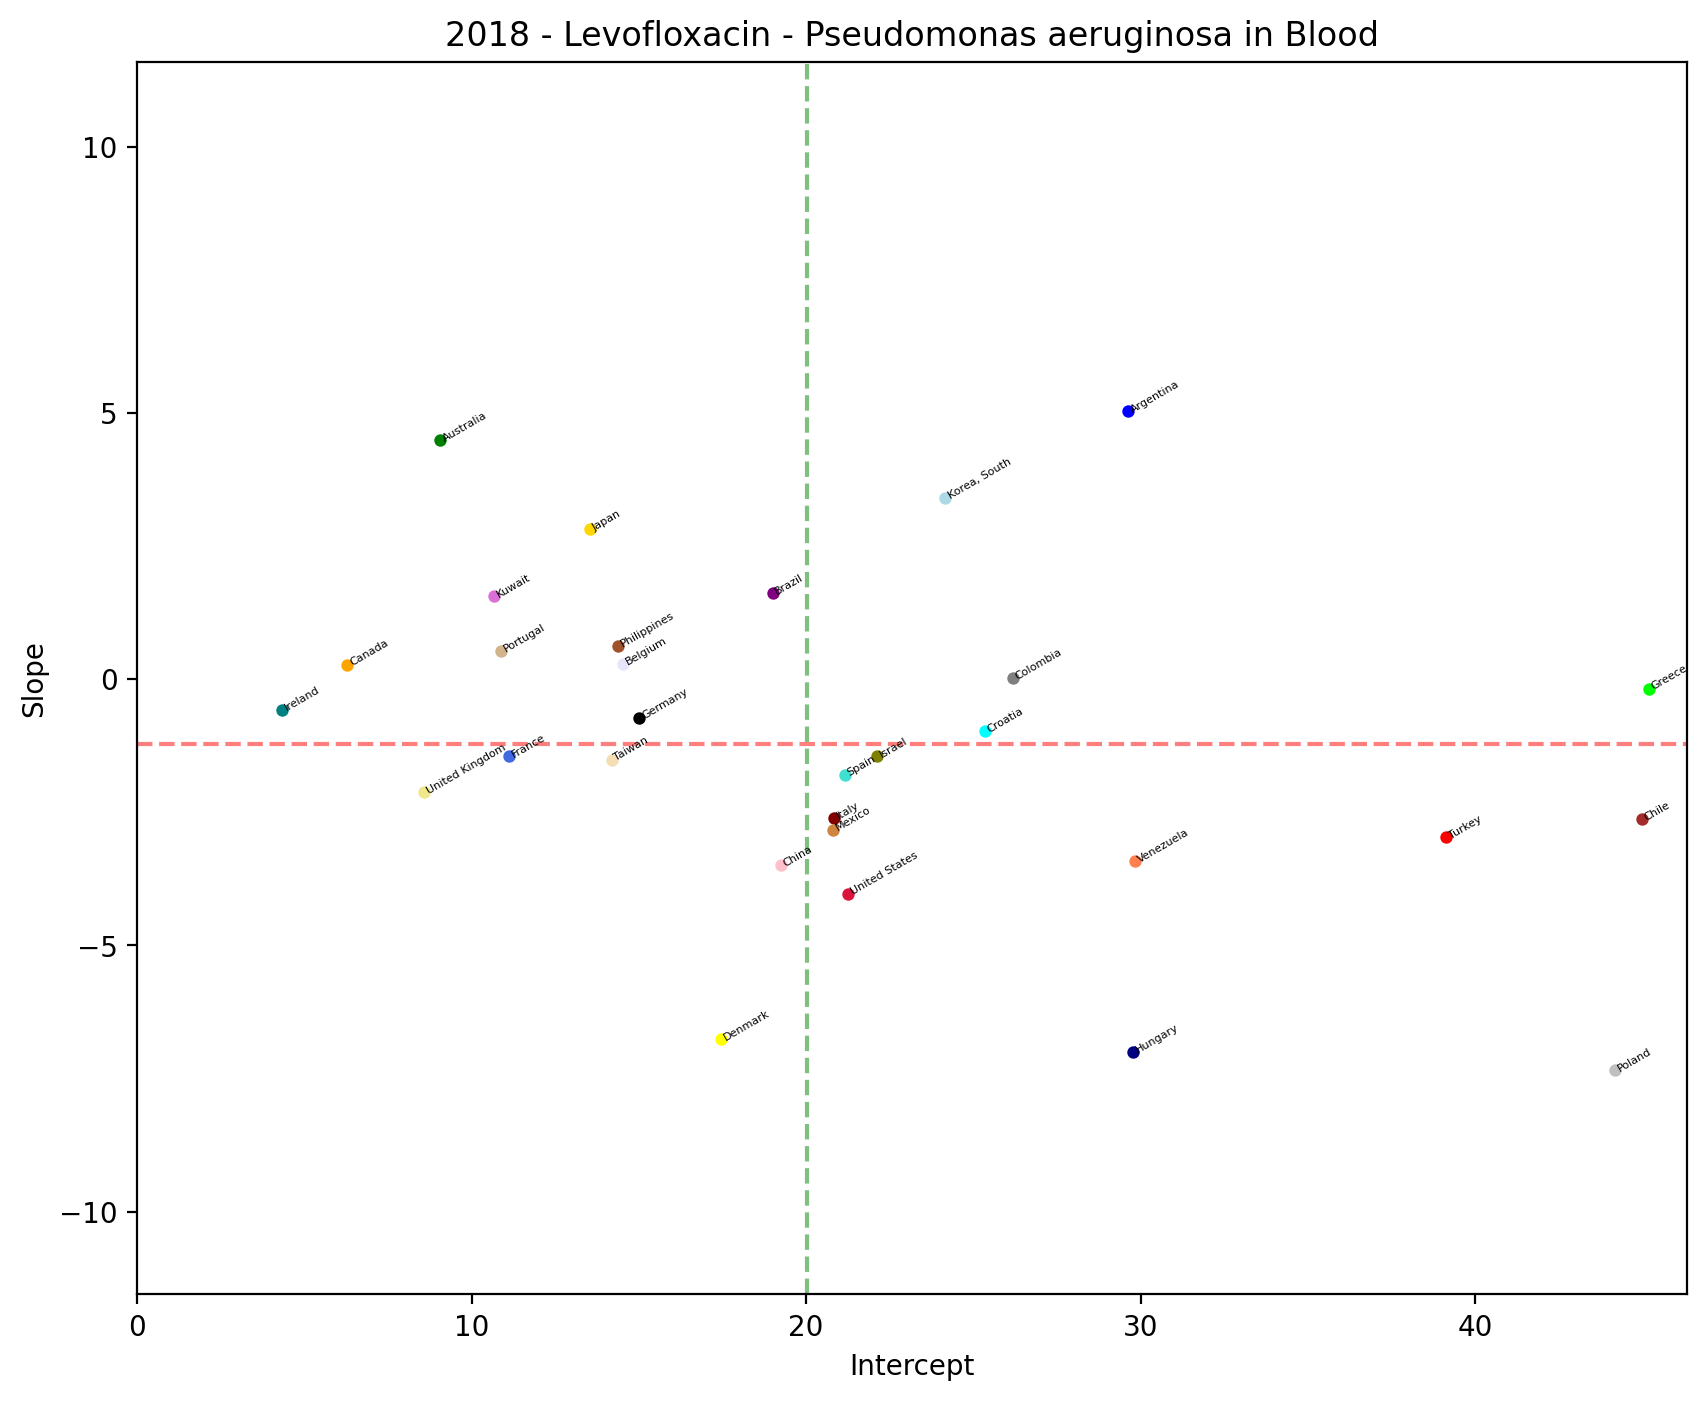 2018 - Levofloxacin - Pseudomonas aeruginosa in Blood
10
5
0
−5
−10
Slope
Argentina
Australia
Korea, South
Japan
Kuwait
Brazil
Portugal
Philippines
Canada
Belgium
Colombia
Greece
Ireland
Germany
Croatia
United Kingdom
France
Taiwan
Spain
Israel
Italy
Mexico
Chile
Turkey
China
Venezuela
United States
Denmark
Hungary
Poland
0
10
20
30
40
Intercept